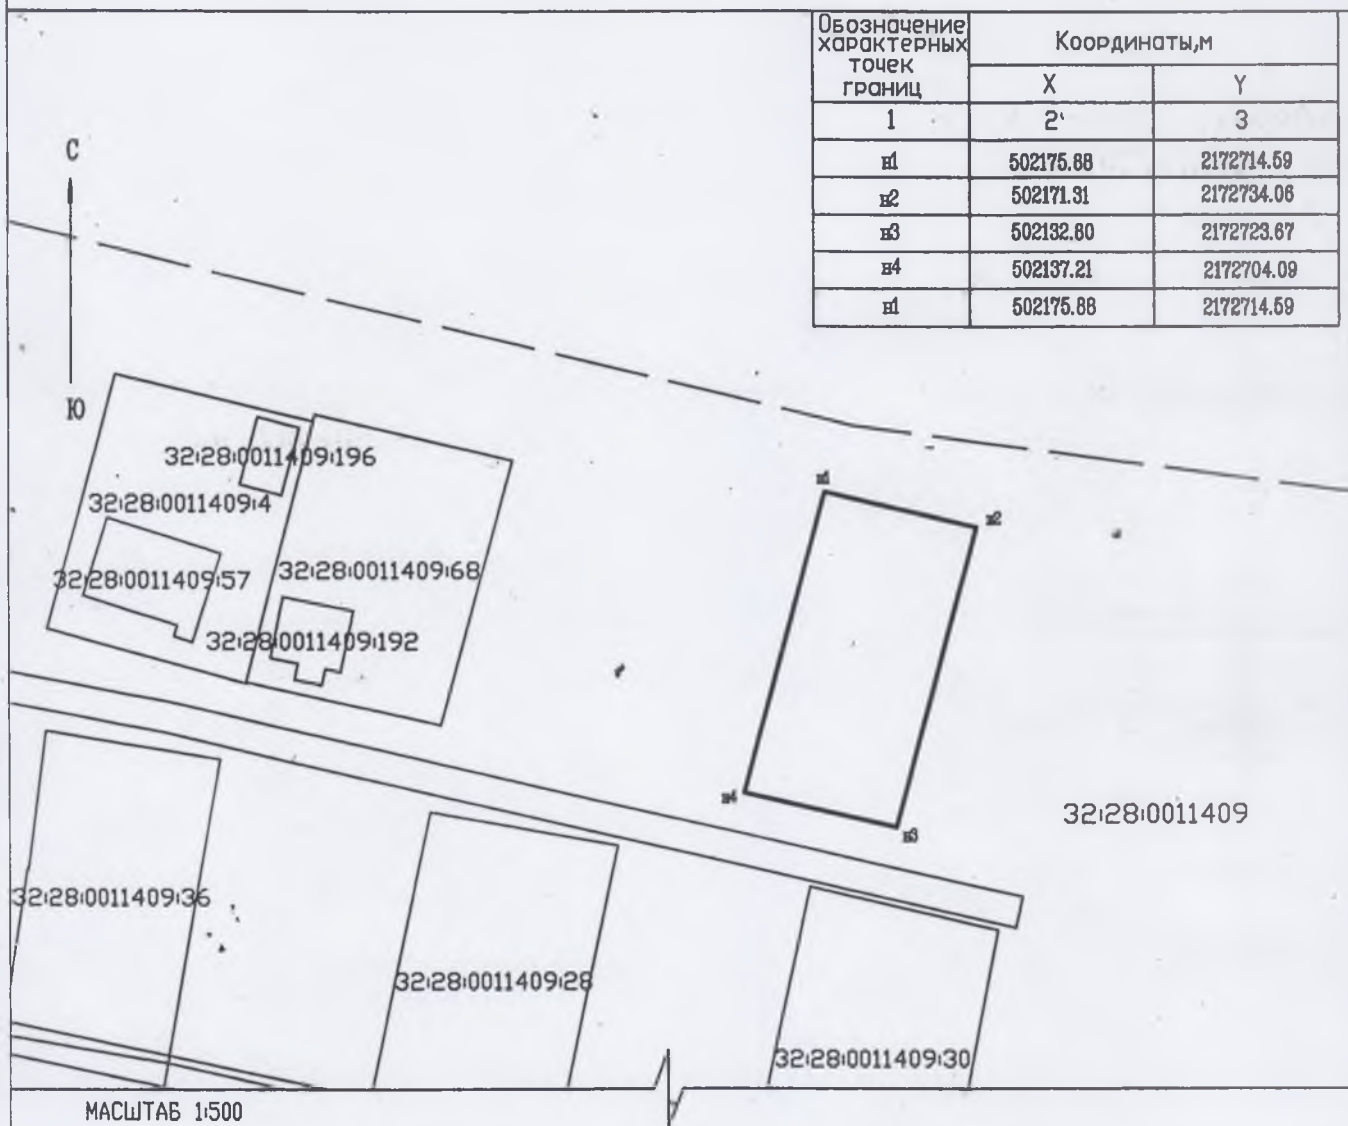 Обозначение характерных точек границ | Координаты,м
X | Y
1 | 2 | 3
н1 | 502175.88 | 2172714.59
н2 | 502171.31 | 2172734.06
н3 | 502132.80 | 2172723.67
н4 | 502137.21 | 2172704.09
н1 | 502175.88 | 2172714.59
С
Ю
32:28:0011409:196
32:28:0011409:4
32:28:0011409:57
32:28:0011409:68
32:28:0011409:192
н1
н2
н4
н3
32:28:0011409
32:28:0011409:36
32:28:0011409:28
32:28:0011409:30
МАСШТАБ 1:500